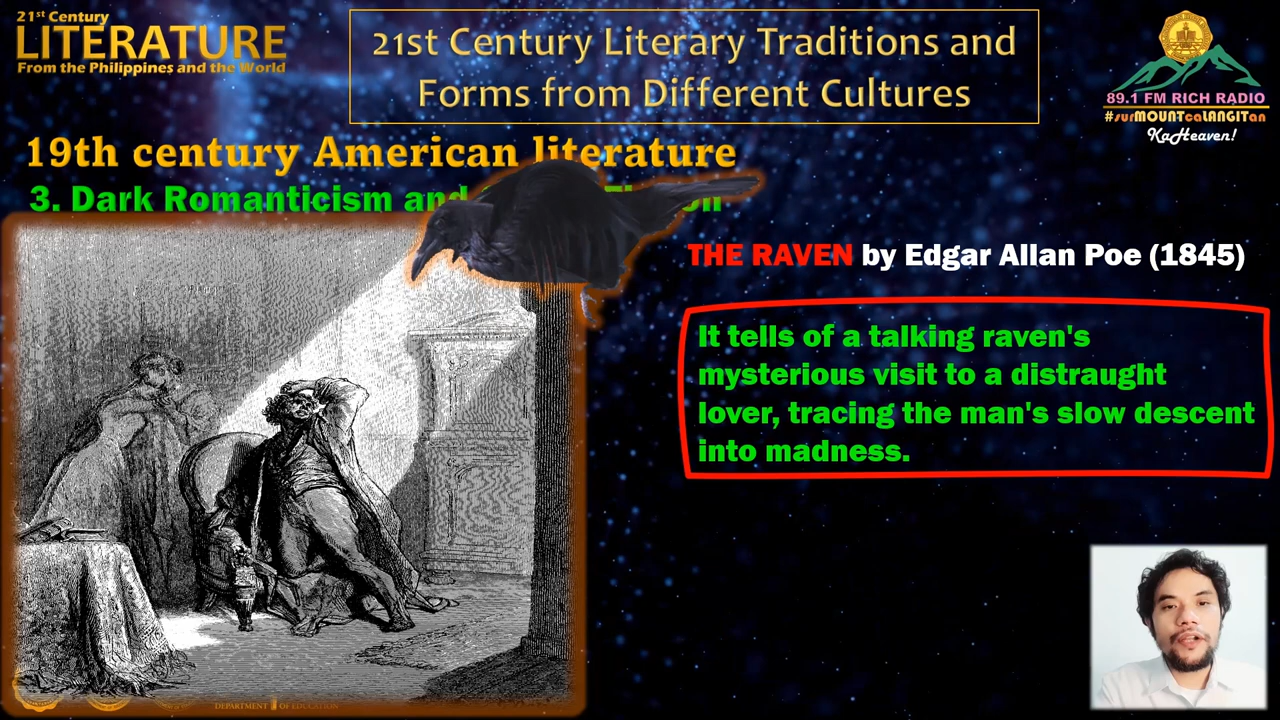 21st Century
LITERATURE
From the Philippines and the World
21st Century Literary Traditions and
Forms from Different Cultures
89.1 FM RICH RADIO
#surMOUNTcaLANGITan
KaHeaven!
19th century American literature
3. Dark Romanticism and
THE RAVEN by Edgar Allan Poe (1845)
It tells of a talking raven's
mysterious visit to a distraught
lover, tracing the man's slow descent
into madness.
DEPARTMENT OF EDUCATION